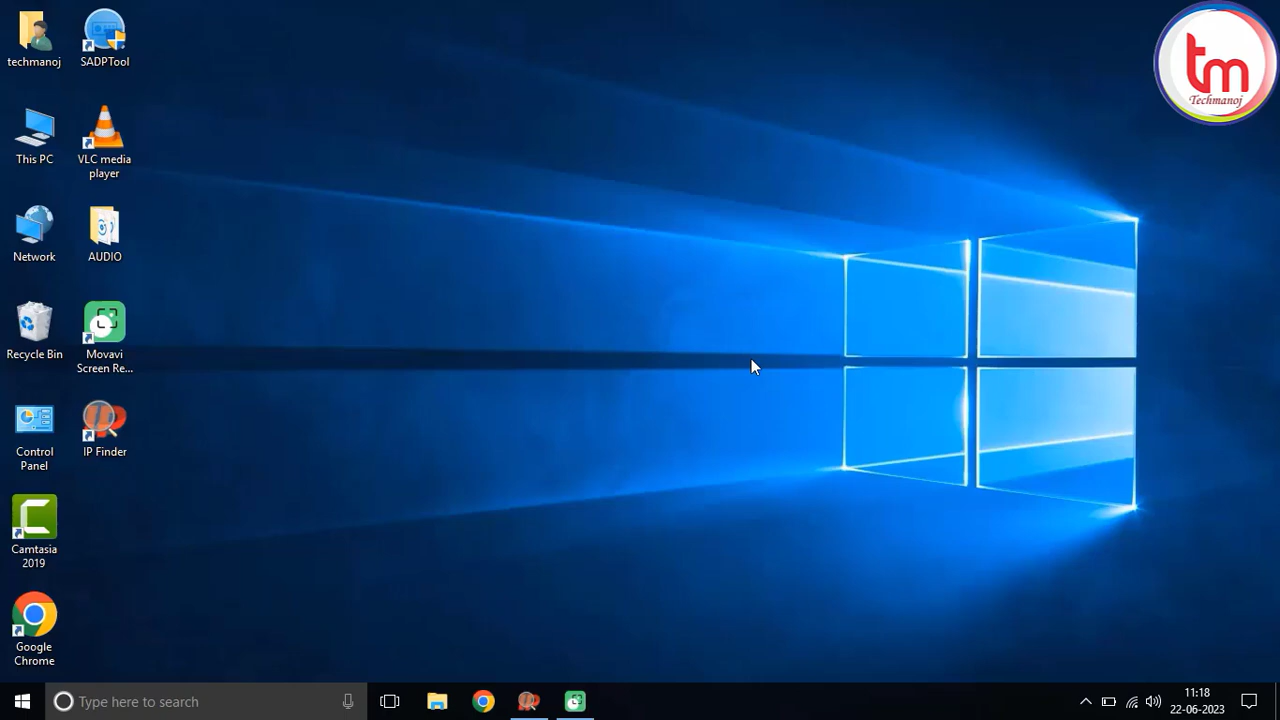 techmanoj
SADPTool
This PC
VLC media
player
Network
AUDIO
Recycle Bin
Movavi
Screen Re...
Control
Panel
IP Finder
Camtasia
2019
Google
Chrome
tm
Techmanoj
Type here to search
11:18
22-06-2023